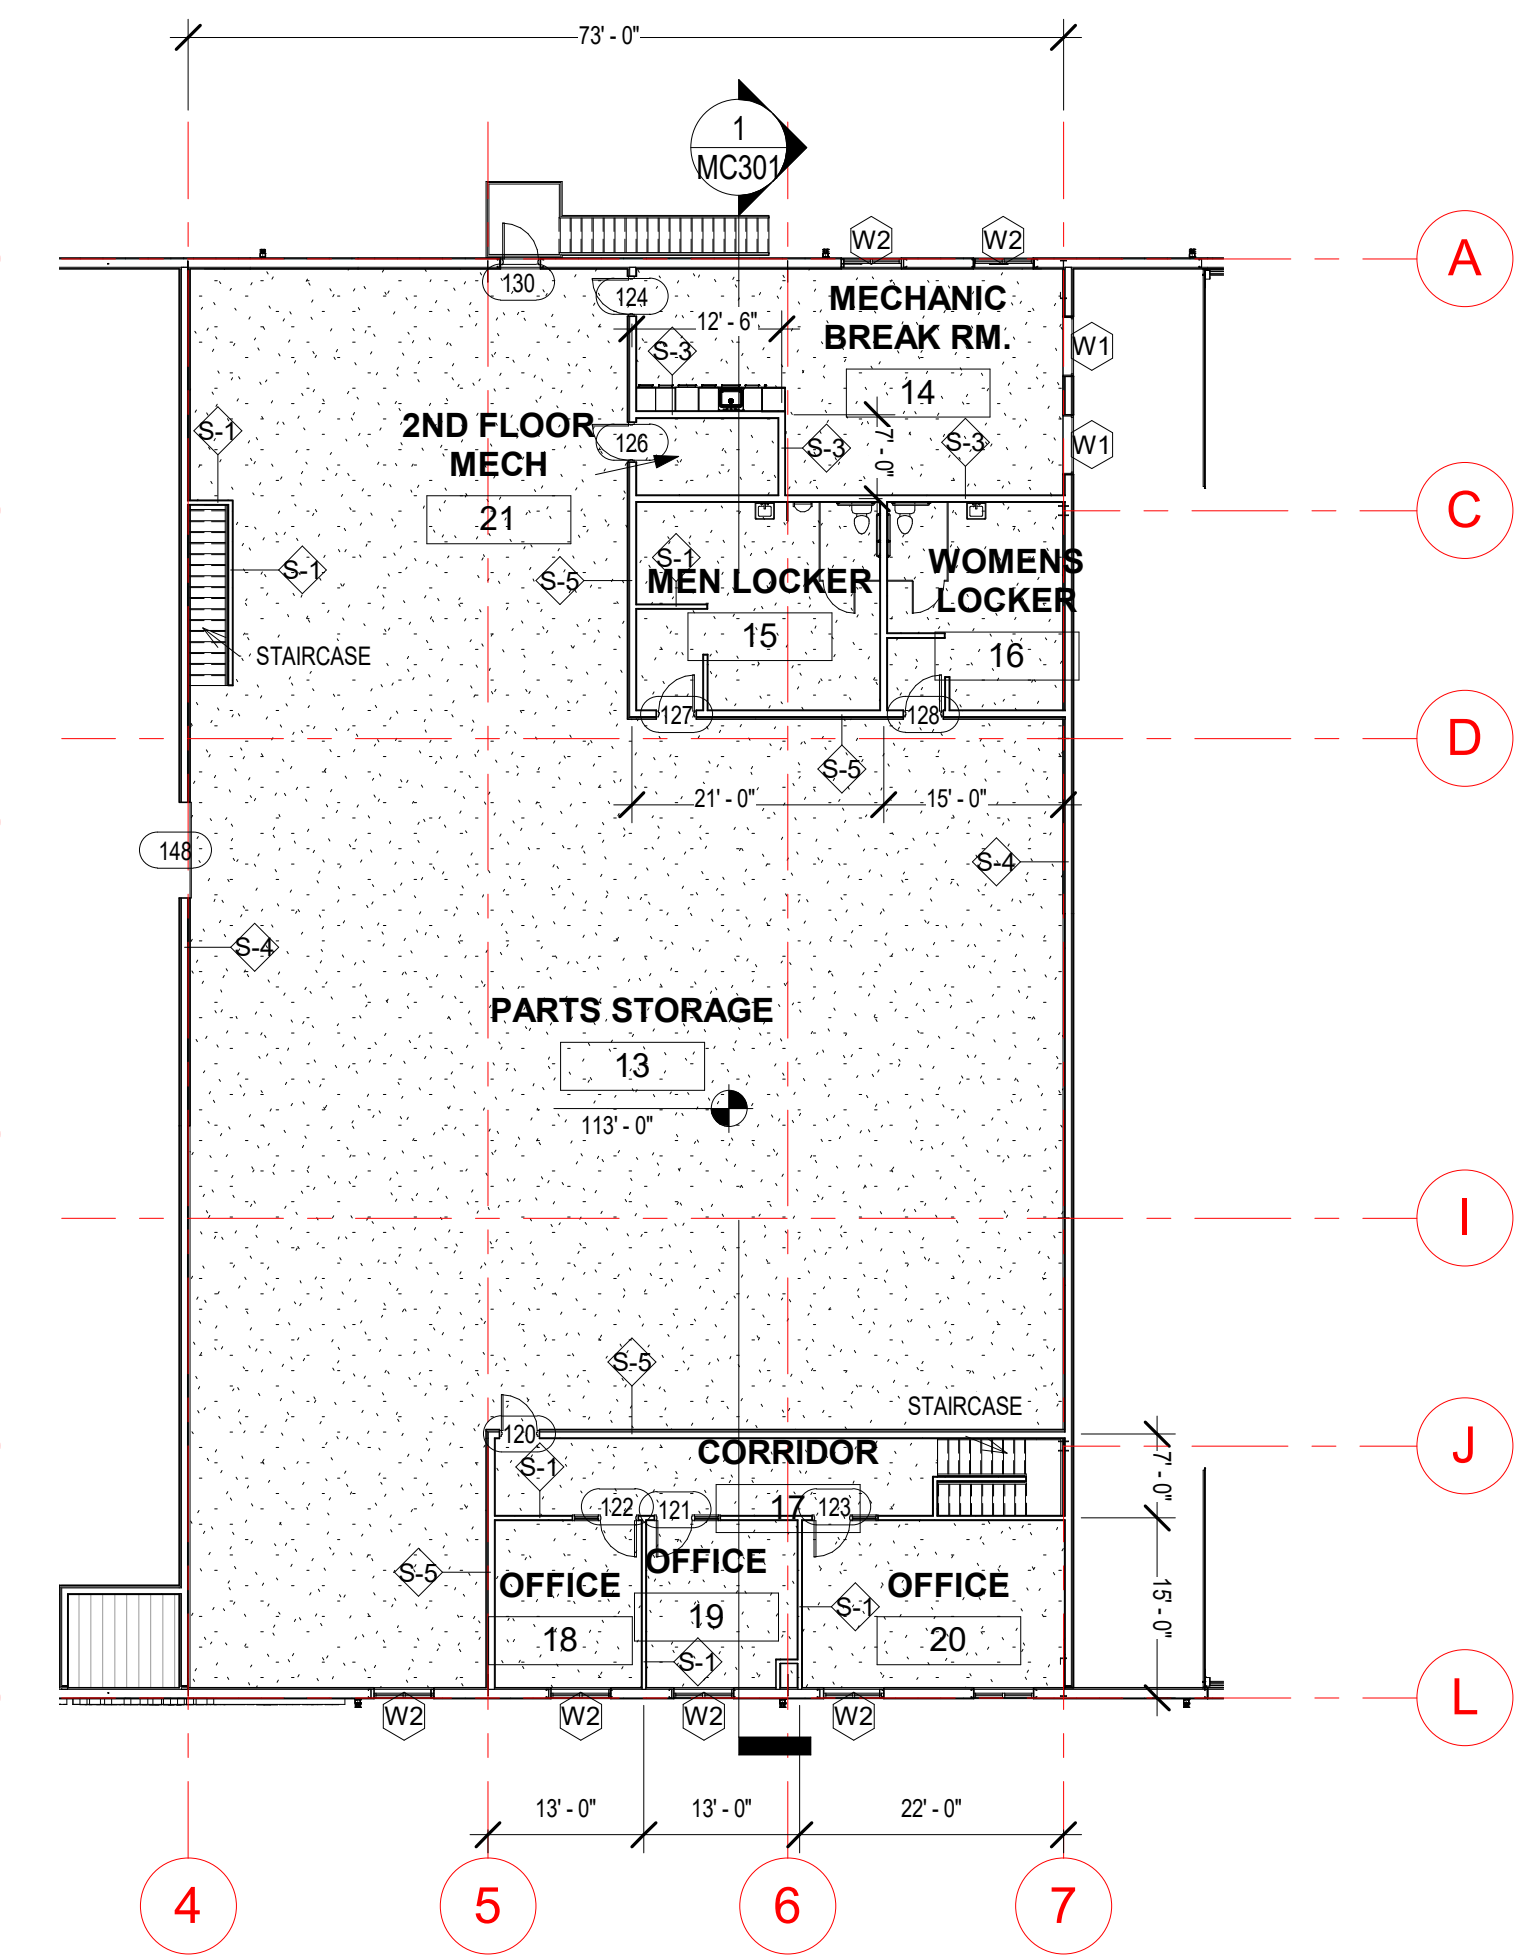 73' - 0"
1
MC301
W2
W2
A
130
124
MECHANIC
BREAK RM.
12' - 6"
S-3
W1
14
S-1
2ND FLOOR
MECH
126
S-3
7' - 0"
S-3
W1
21
C
S-1
S-5
S-1
MEN LOCKER
WOMENS
LOCKER
15
STAIRCASE
16
127
128
D
S-5
21' - 0"
15' - 0"
148
S-4
S-4
PARTS STORAGE
13
113' - 0"
I
S-5
STAIRCASE
120
CORRIDOR
J
S-1
7' - 0"
122
121
17
123
S-5
OFFICE
OFFICE
OFFICE
15' - 0"
18
19
S-1
20
S-1
W2
W2
W2
W2
L
13' - 0"
13' - 0"
22' - 0"
4
5
6
7